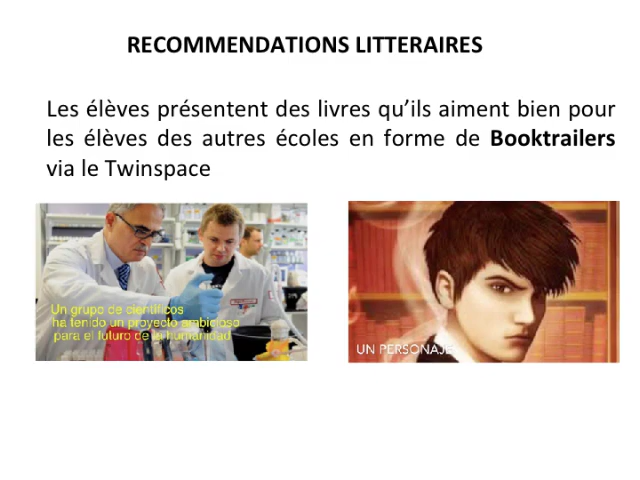 RECOMMENDATIONS LITTERAIRES
Les élèves présentent des livres qu’ils aiment bien pour
les élèves des autres écoles en forme de Booktrailers
via le Twinspace
Un grupo de científicos
ha tenido un proyecto ambicioso
para el futuro de la humanidad
UN PERSONAJE